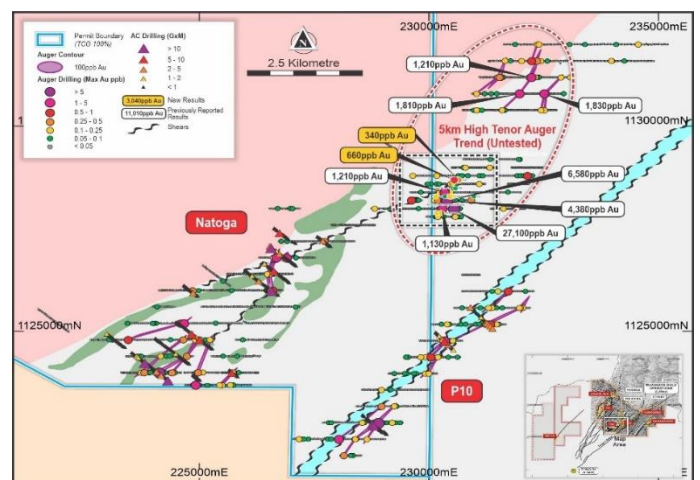 230000mE
235000mE
Permit Boundary
(TCG 100%)
Auger Contour
100ppb Au
Auger Drilling (Max Au ppb)
> 5
1 - 5
0.5 - 1
0.25 - 0.5
0.1 - 0.25
0.05 - 0.1
< 0.05
AC Drilling (GxM)
> 10
5 - 10
2 - 5
1 - 2
< 1
3,040ppb Au
New Results
11,010ppb Au
Previously Reported
Results
Shears
2.5 Kilometre
1,210ppb Au
1,810ppb Au
1,830ppb Au
1130000mN
5km High Tenor Auger
Trend (Untested)
340ppb Au
660ppb Au
1,210ppb Au
6,580ppb Au
4,380ppb Au
27,100ppb Au
1,130ppb Au
Natoga
1125000mN
1125000mN
P10
Map
Area
225000mE
230000mE